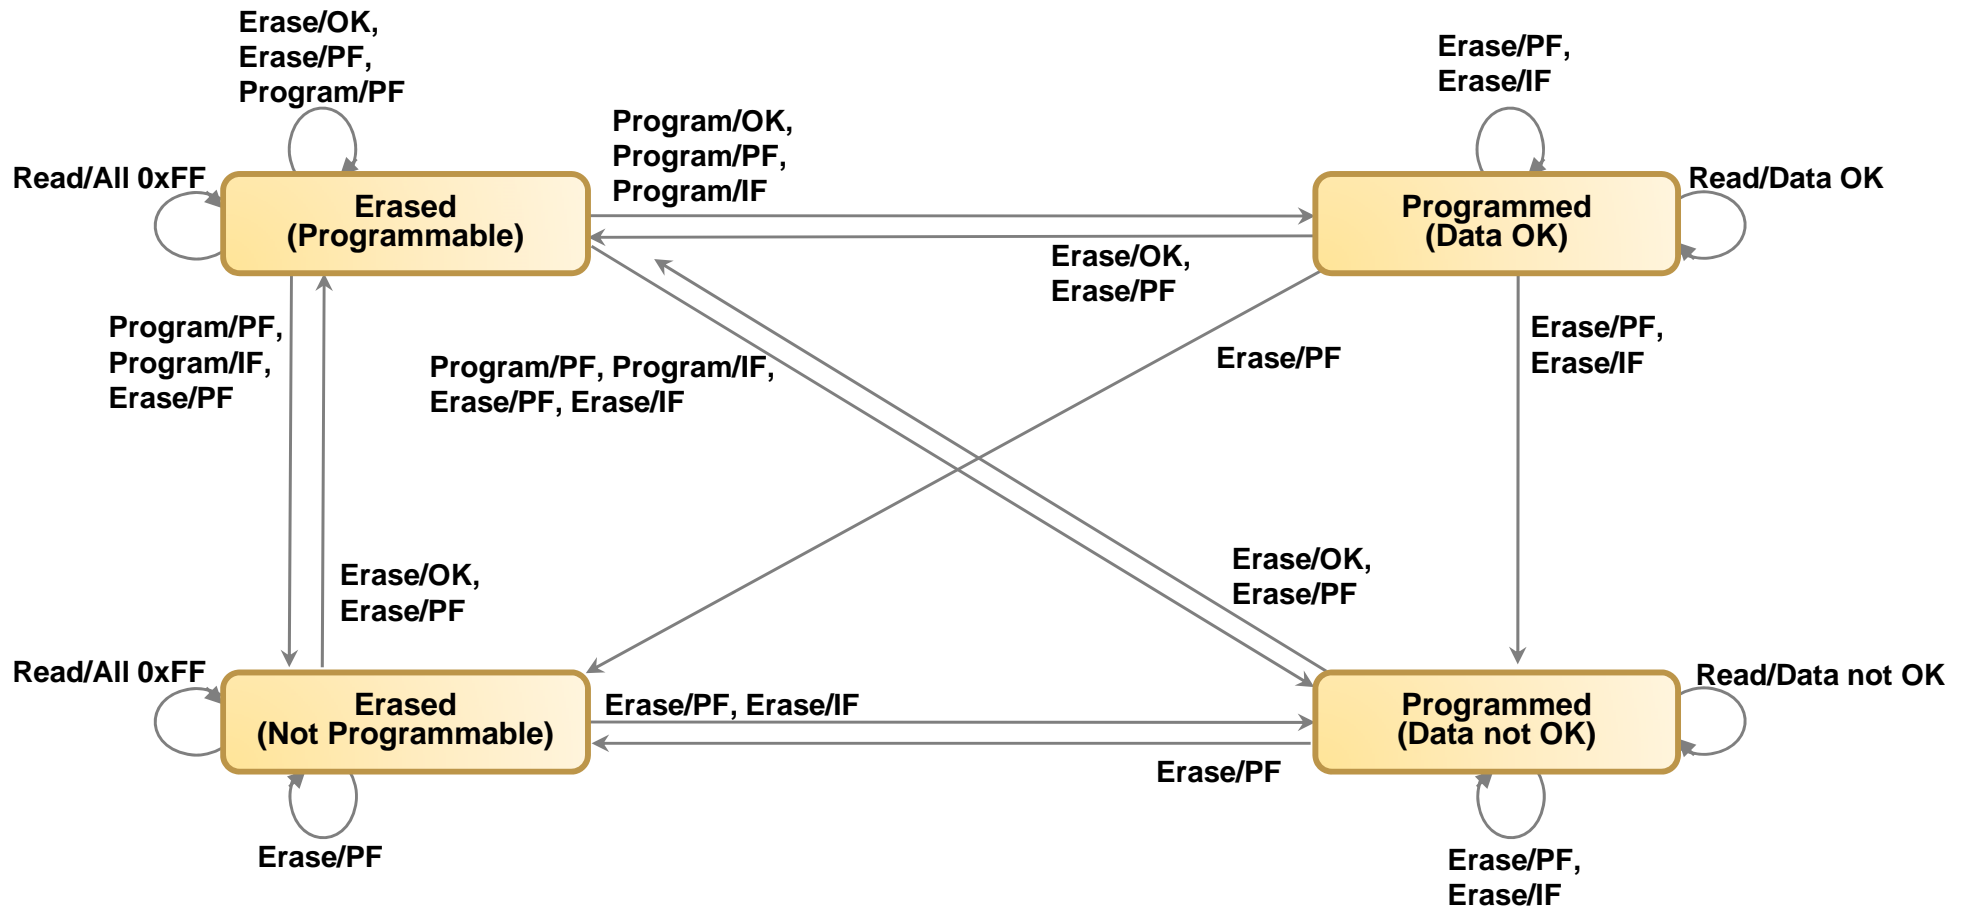 Erase/OK,
Erase/PF,
Program/PF
Erase/PF,
Erase/IF
Program/OK,
Program/PF,
Program/IF
Read/All 0xFF
Erased
(Programmable)
Programmed
(Data OK)
Read/Data OK
Erase/OK,
Erase/PF
Program/PF,
Program/IF,
Erase/PF
Program/PF, Program/IF,
Erase/PF, Erase/IF
Erase/PF
Erase/PF,
Erase/IF
Erase/OK,
Erase/PF
Erase/OK,
Erase/PF
Read/All 0xFF
Erased
(Not Programmable)
Erase/PF, Erase/IF
Programmed
(Data not OK)
Read/Data not OK
Erase/PF
Erase/PF
Erase/PF,
Erase/IF